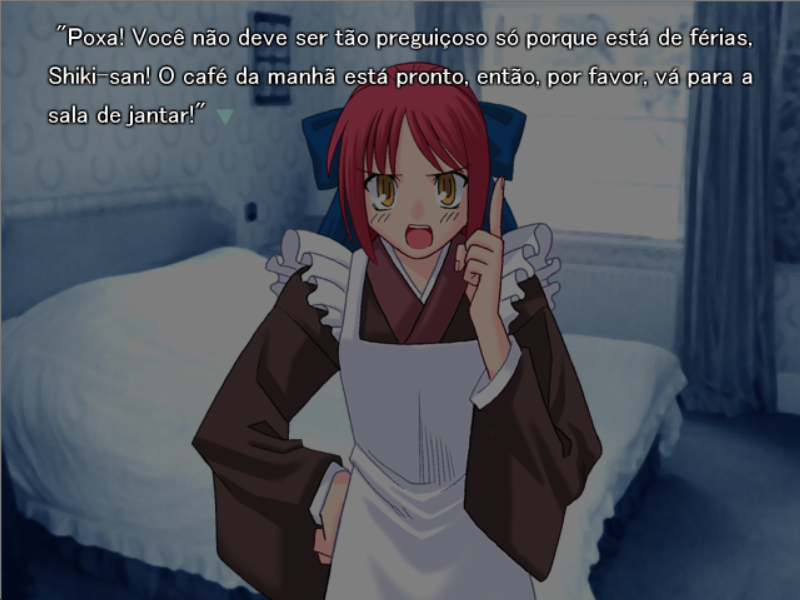 "Poxa! Você não deve ser tão preguiçoso só porque está de férias,
Shiki-san! O café da manhã está pronto, então, por favor, vá para a
sala de jantar!"